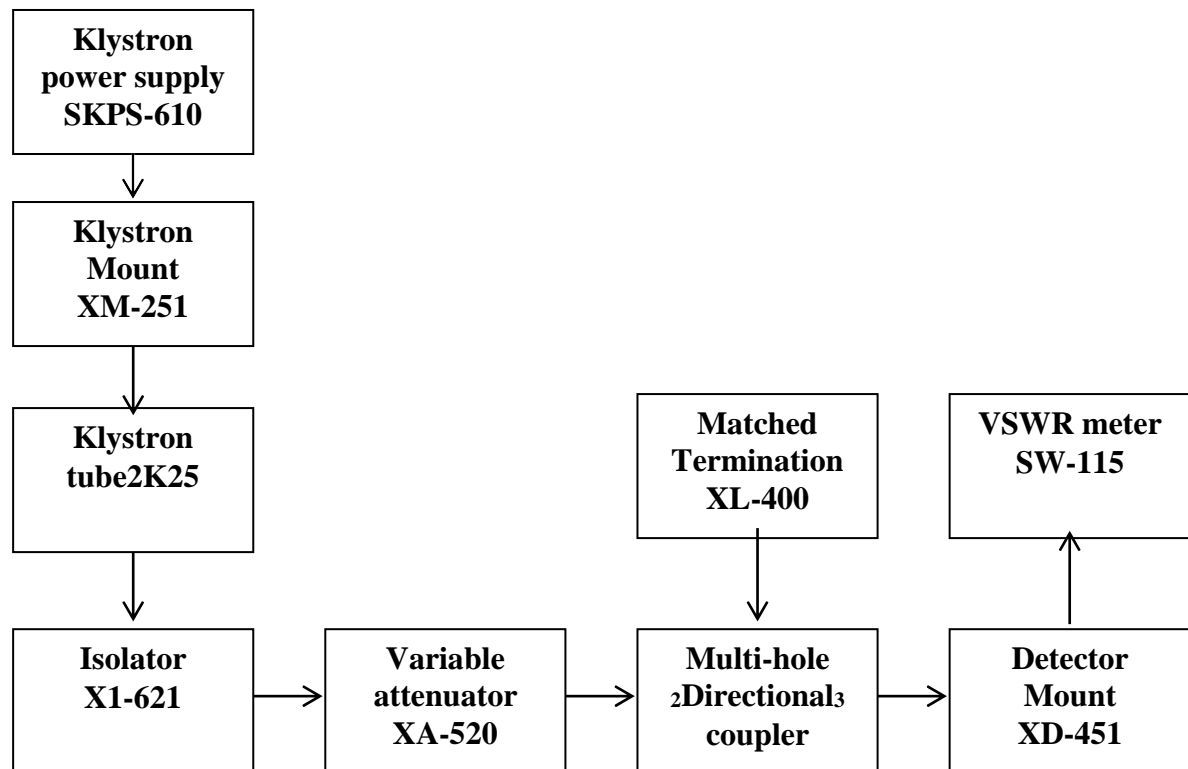 Klystron
power supply
SKPS-610
Klystron
Mount
XM-251
Klystron
tube2K25
Matched
Termination
XL-400
VSWR meter
SW-115
Isolator
X1-621
Variable
attenuator
XA-520
Multi-hole
2Directional3
coupler
Detector
Mount
XD-451